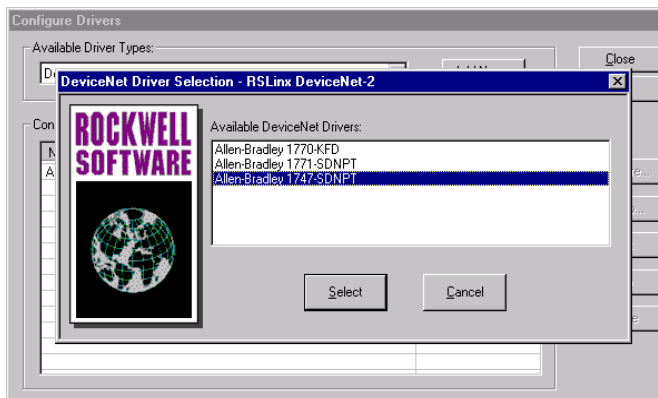 Configure Drivers
Available Driver Types:
Close
DeviceNet Driver Selection - RSLinx DeviceNet-2
ROCKWELL
SOFTWARE
Available DeviceNet Drivers:
Allen-Bradley 1770-KFD
Allen-Bradley 1771-SDNPT
Allen-Bradley 1747-SDNPT
Select
Cancel